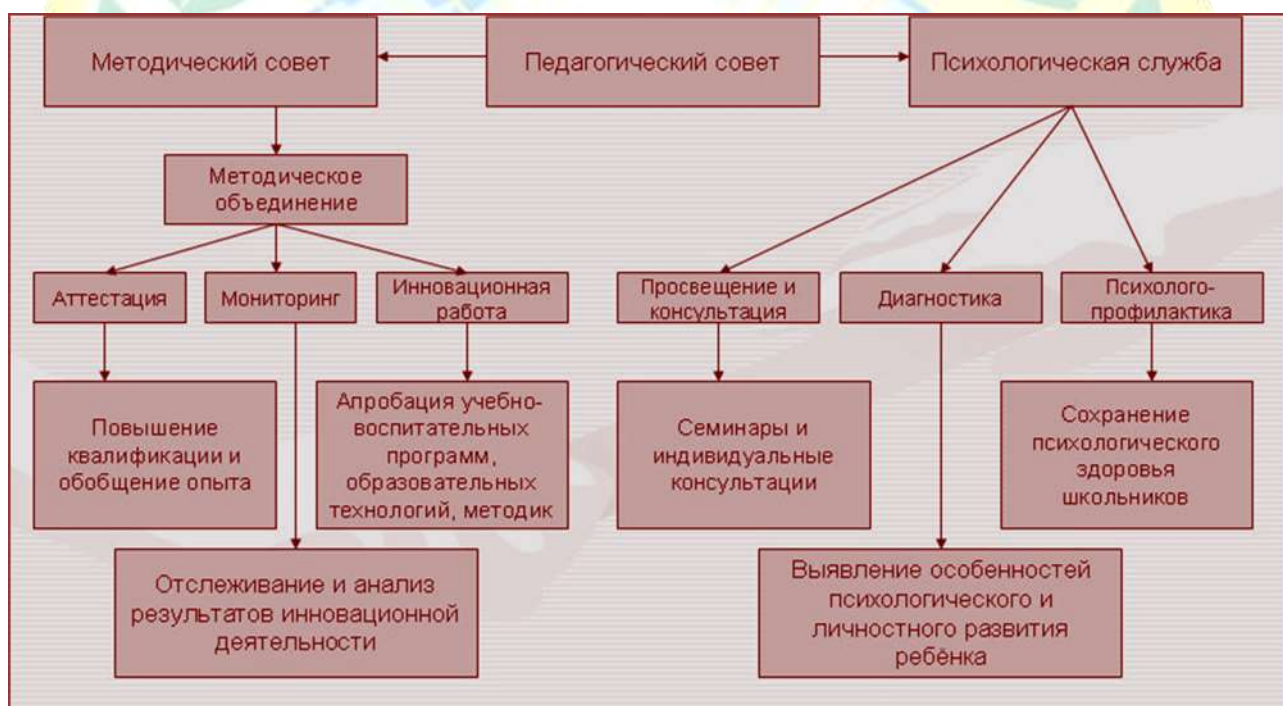 Методический совет
Педагогический совет
Психологическая служба
Методическое
объединение
Аттестация
Мониторинг
Инновационная
работа
Просвещение и
консультация
Диагностика
Психолого-
профилактика
Повышение
квалификации и
обобщение опыта
Апробация учебно-
воспитательных
программ,
образовательных
технологий, методик
Семинары и
индивидуальные
консультации
Сохранение
психологического
здоровья
школьников
Отслеживание и анализ
результатов инновационной
деятельности
Выявление особенностей
психологического и
личностного развития
ребёнка